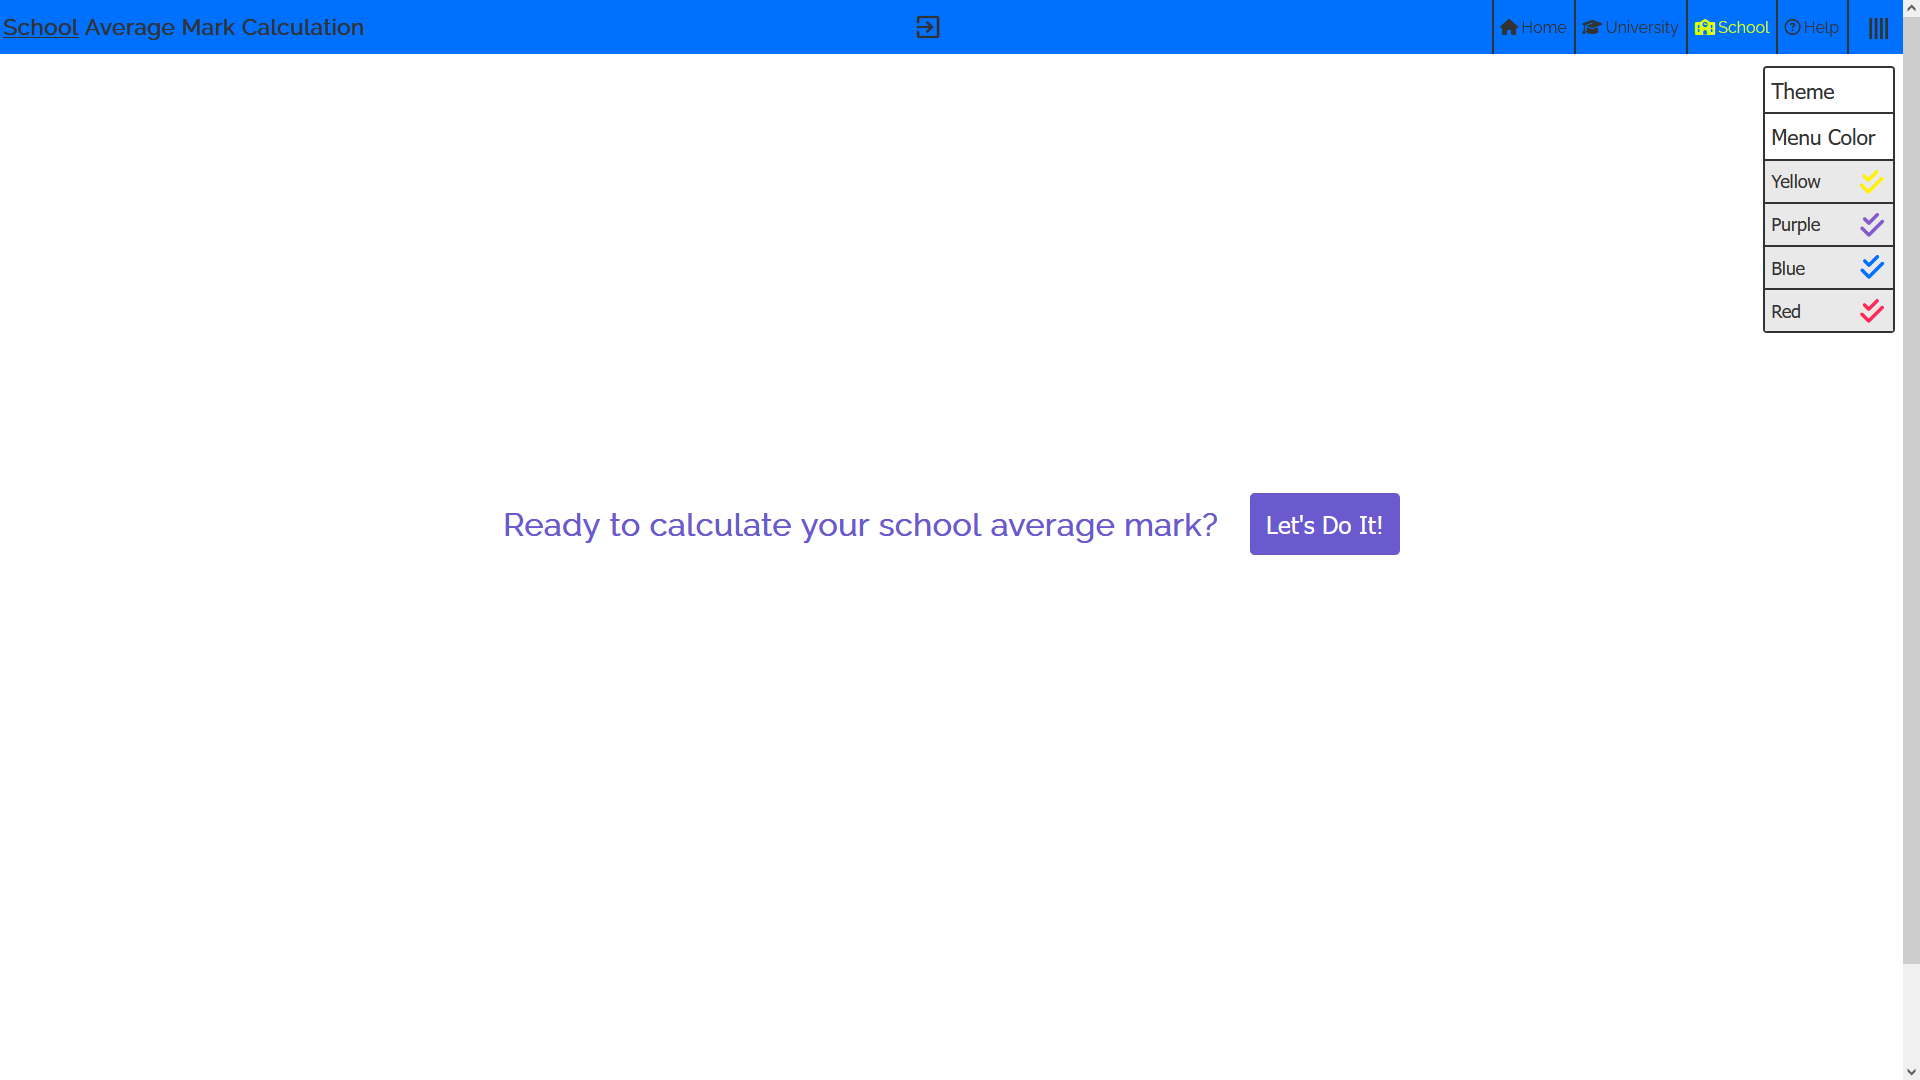 School Average Mark Calculation
Home
University
School
Help
Theme
Menu Color
Yellow
Purple
Blue
Red
Ready to calculate your school average mark?
Let's Do It!